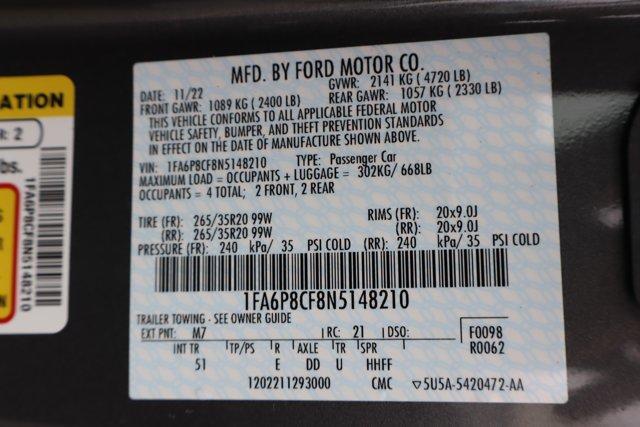 MFD. BY FORD MOTOR CO.
DATE: 11/22 GVWR: 2141 KG ( 4720 LB)
FRONT GAWR: 1089 KG ( 2400 LB) REAR GAWR: 1057 KG ( 2330 LB)
THIS VEHICLE CONFORMS TO ALL APPLICABLE FEDERAL MOTOR
VEHICLE SAFETY, BUMPER, AND THEFT PREVENTION STANDARDS
IN EFFECT ON THE DATE OF MANUFACTURE SHOWN ABOVE.
VIN: 1FA6P8CF8N5148210 TYPE: Passenger Car
MAXIMUM LOAD = OCCUPANTS + LUGGAGE = 302KG/ 668LB
OCCUPANTS = 4 TOTAL; 2 FRONT, 2 REAR
TIRE (FR): 265/35R20 99W RIMS (FR): 20x9.0J
(RR): 265/35R20 99W (RR): 20x9.0J
PRESSURE (FR): 240 kPa/ 35 PSI COLD (RR): 240 kPa/ 35 PSI COLD
1FA6P8CF8N5148210
TRAILER TOWING - SEE OWNER GUIDE
EXT PNT: M7 RC: 21 DSO: F0098
R0062
INT TR TP/PS R AXLE TR SPR
51 E DD U HHFF
1202211293000 CMC ▽5U5A-5420472-AA
ATION
R: 2
bs.
1FA6P8CF8N5148210